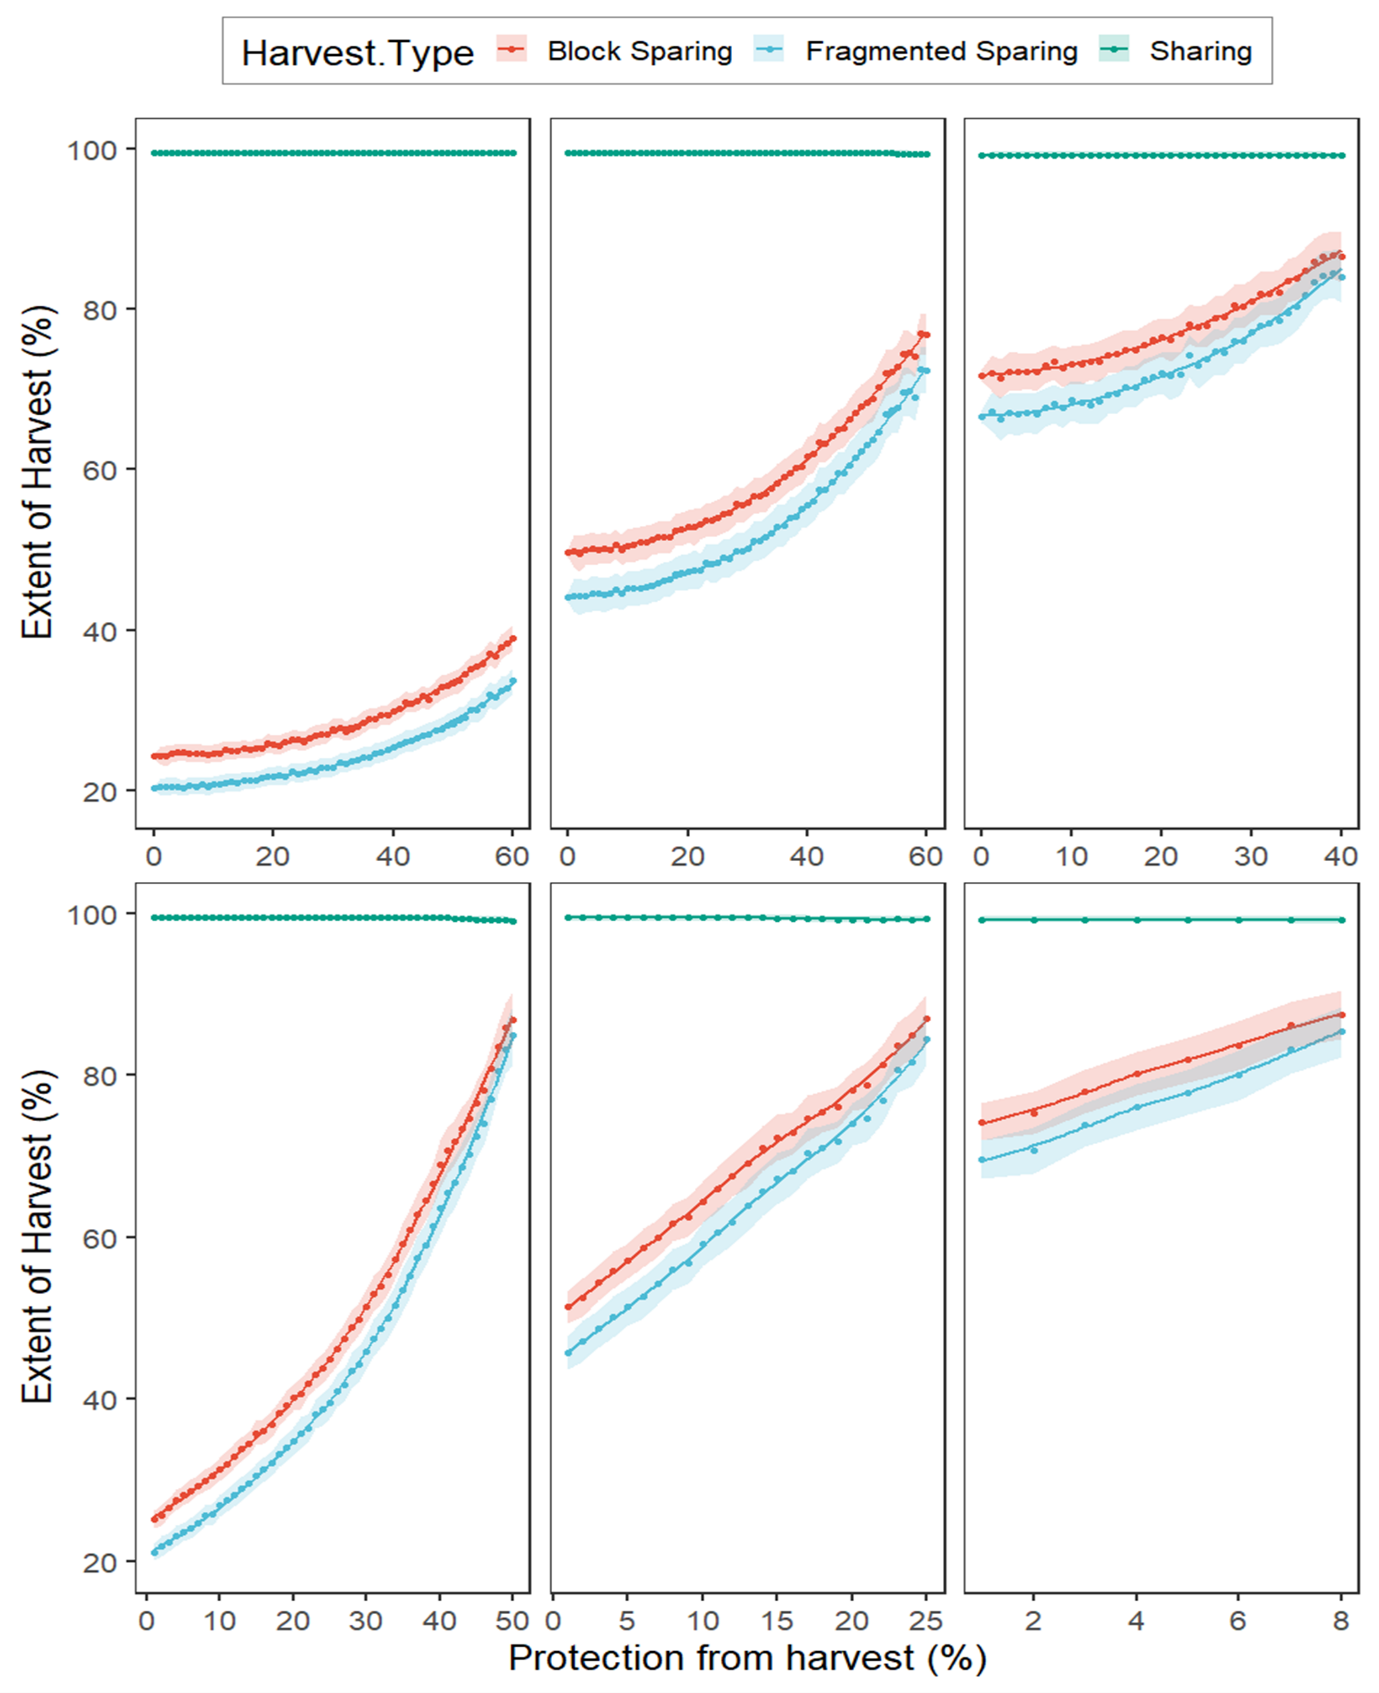 Harvest.Type Block Sparing Fragmented Sparing Sharing
Extent of Harvest (%)
100
80
60
40
20
0 20 40 60 0 20 40 60 0 10 20 30 40
Extent of Harvest (%)
100
80
60
40
20
0 10 20 30 40 50 0 5 10 15 20 25 2 4 6 8
Protection from harvest (%)